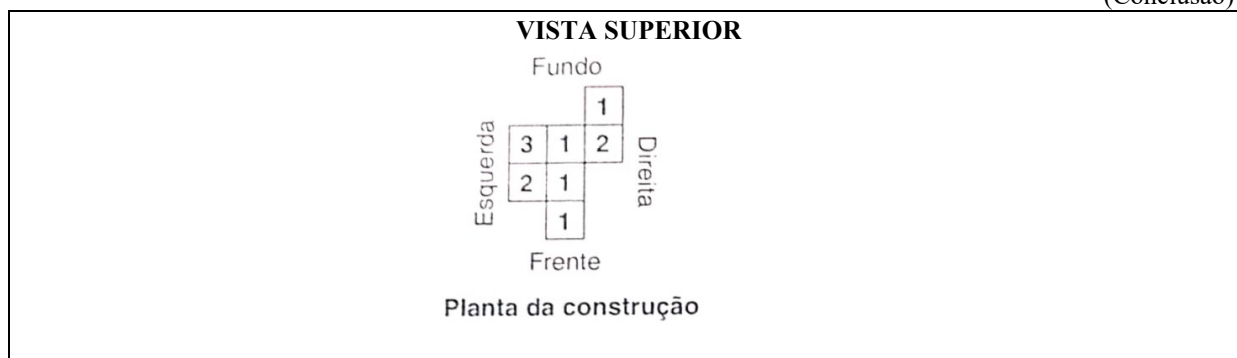 (Conclusão)
VISTA SUPERIOR
Fundo
1
Esquerda
3 1 2
Direita
2 1
1
Frente
Planta da construção